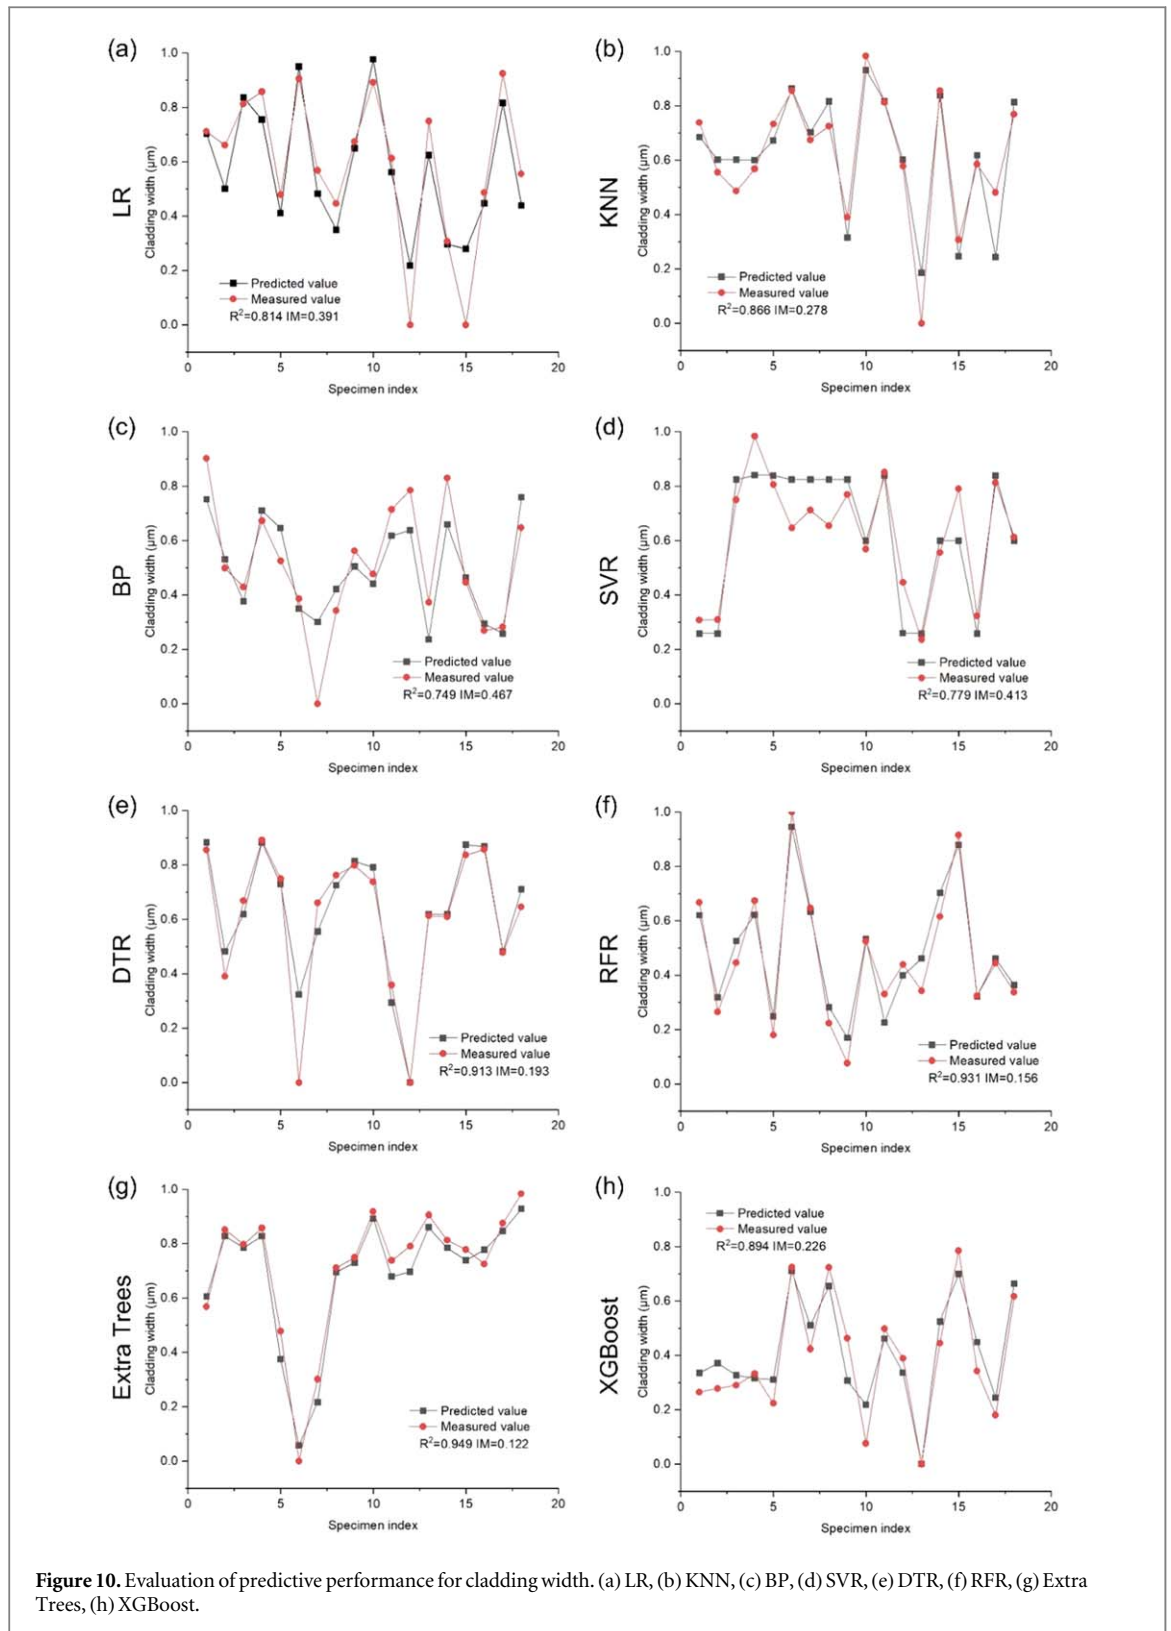 (a)
LR
Cladding width (μm)
1.0
0.8
0.6
0.4
0.2
0.0
Predicted value
Measured value
R²=0.814 IM=0.391
0 5 10 15 20
Specimen index
(b)
KNN
Cladding width (μm)
1.0
0.8
0.6
0.4
0.2
0.0
Predicted value
Measured value
R²=0.866 IM=0.278
0 5 10 15 20
Specimen index
(c)
BP
Cladding width (μm)
1.0
0.8
0.6
0.4
0.2
0.0
Predicted value
Measured value
R²=0.749 IM=0.467
0 5 10 15 20
Specimen index
(d)
SVR
Cladding width (μm)
1.0
0.8
0.6
0.4
0.2
0.0
Predicted value
Measured value
R²=0.779 IM=0.413
0 5 10 15 20
Specimen index
(e)
DTR
Cladding width (μm)
1.0
0.8
0.6
0.4
0.2
0.0
Predicted value
Measured value
R²=0.913 IM=0.193
0 5 10 15 20
Specimen index
(f)
RFR
Cladding width (μm)
1.0
0.8
0.6
0.4
0.2
0.0
Predicted value
Measured value
R²=0.931 IM=0.156
0 5 10 15 20
Specimen index
(g)
Extra Trees
Cladding width (μm)
1.0
0.8
0.6
0.4
0.2
0.0
Predicted value
Measured value
R²=0.949 IM=0.122
0 5 10 15 20
Specimen index
(h)
XGBoost
Cladding width (μm)
1.0
0.8
0.6
0.4
0.2
0.0
Predicted value
Measured value
R²=0.894 IM=0.226
0 5 10 15 20
Specimen index
Figure 10. Evaluation of predictive performance for cladding width. (a) LR, (b) KNN, (c) BP, (d) SVR, (e) DTR, (f) RFR, (g) Extra
Trees, (h) XGBoost.